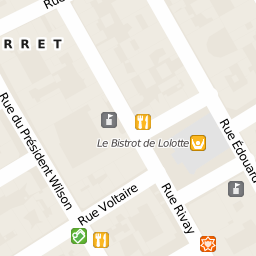 Rue
RRET
Le Bistrot de Lolotte
Rue du Président Wilson
Rue Édouard
Rue Voltaire
Rue Rivay